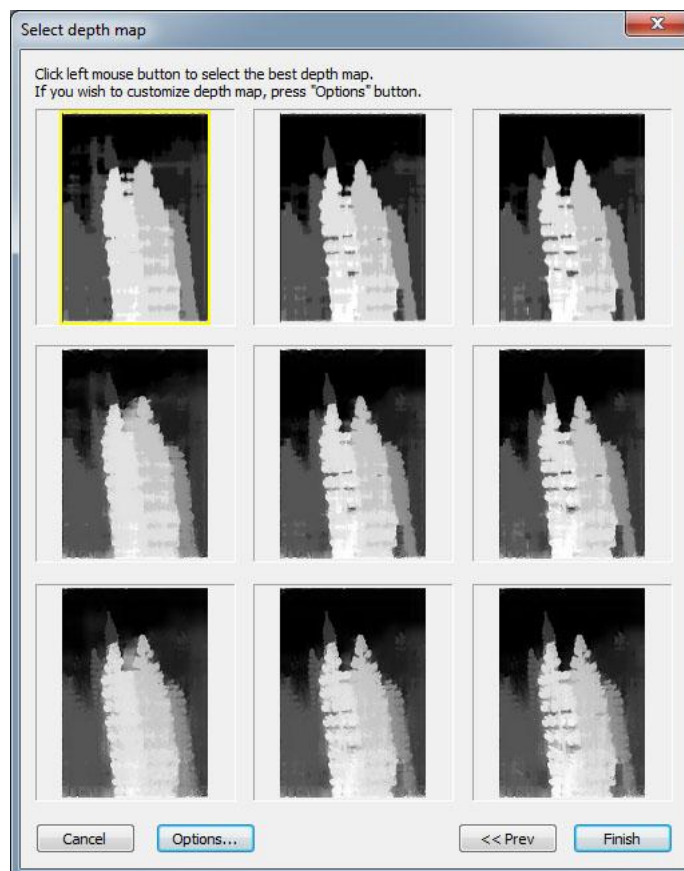 Select depth map
Click left mouse button to select the best depth map.
If you wish to customize depth map, press "Options" button.
Cancel
Options...
<< Prev
Finish